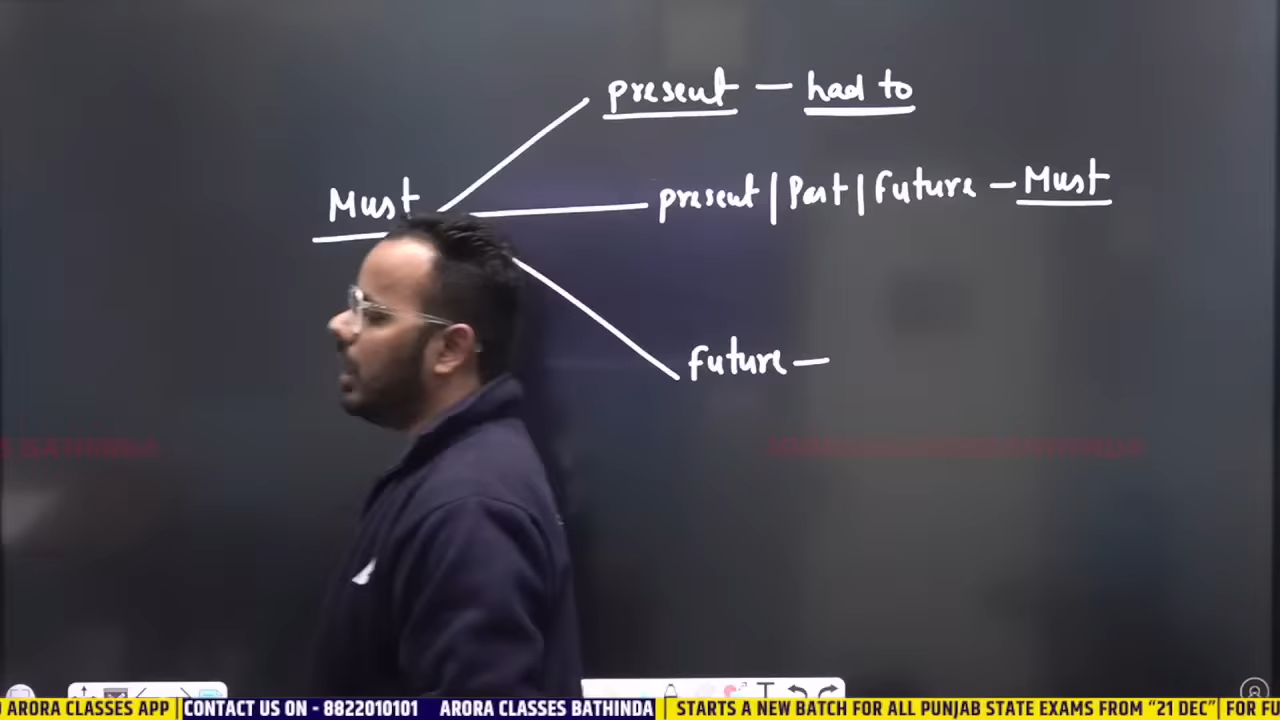 present — had to
Must
present | Past | future — Must
future —
ARORA CLASSES APP | CONTACT US ON - 8822010101 ARORA CLASSES BATHINDA | STARTS A NEW BATCH FOR ALL PUNJAB STATE EXAMS FROM “21 DEC” | FOR FU